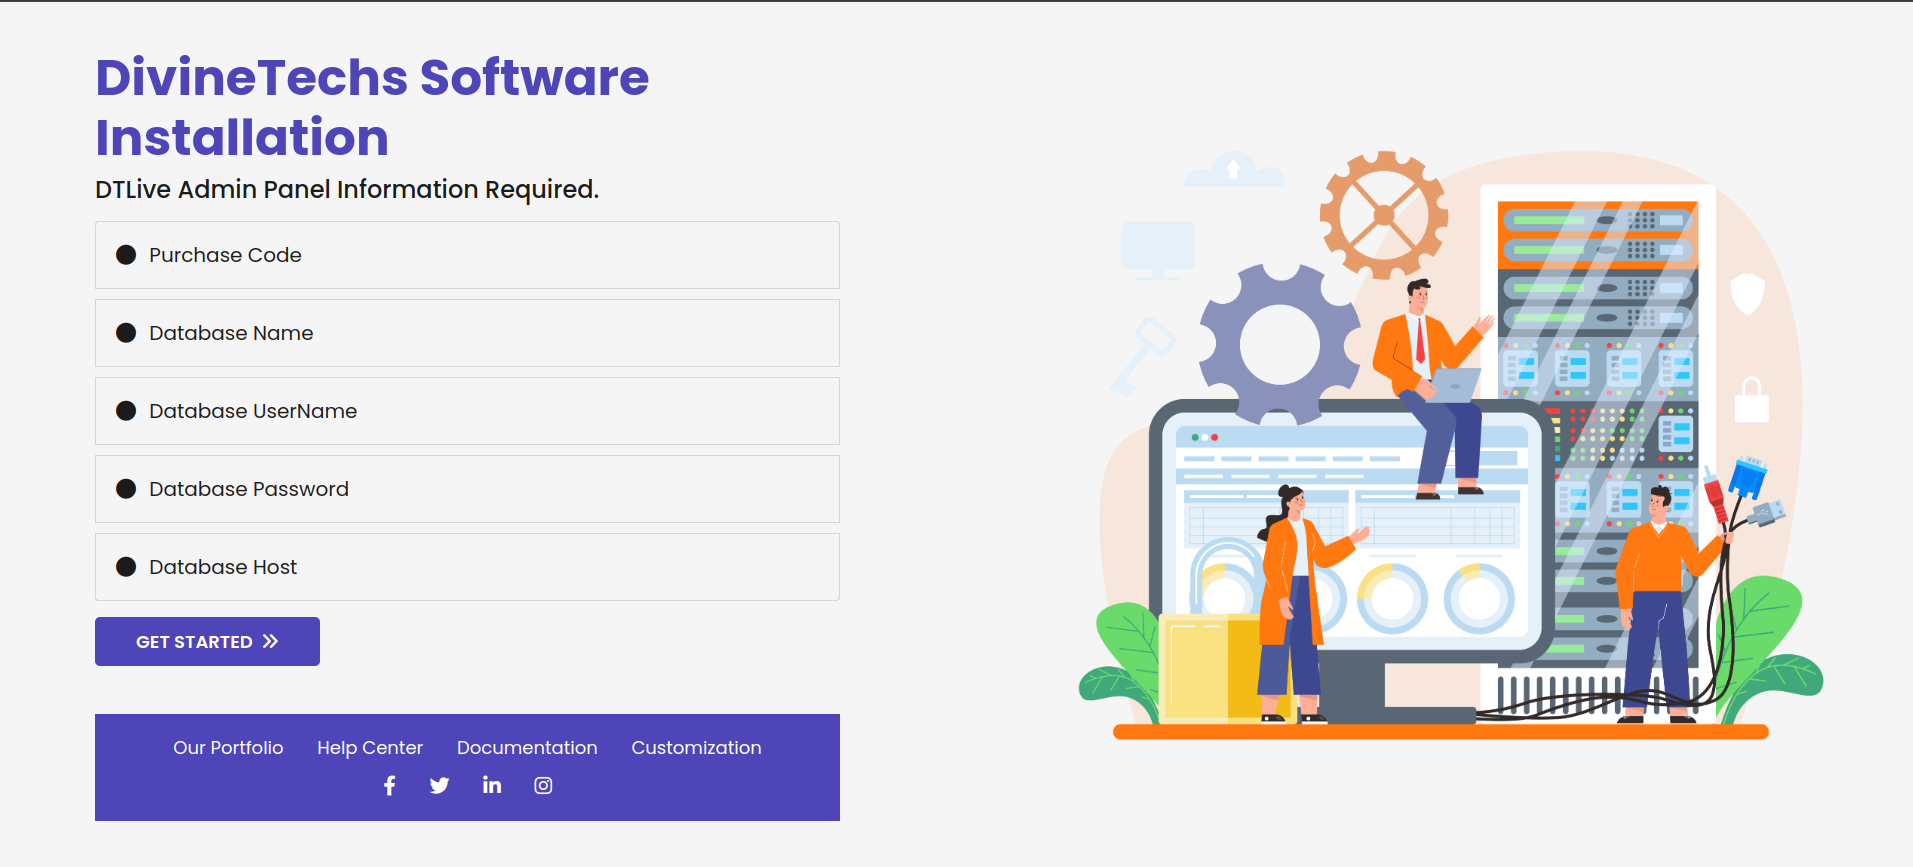 DivineTechs Software
Installation
DTLive Admin Panel Information Required.
Purchase Code
Database Name
Database UserName
Database Password
Database Host
GET STARTED
Our Portfolio Help Center Documentation Customization